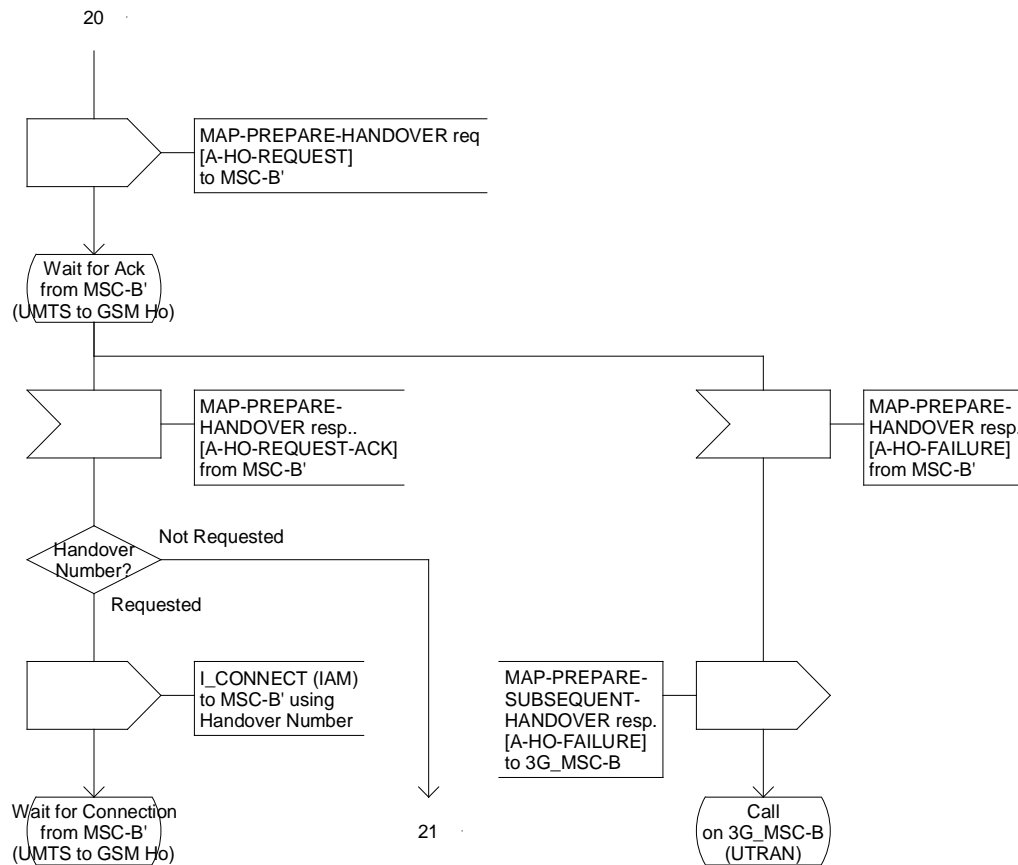 20
MAP-PREPARE-HANDOVER req
[A-HO-REQUEST]
to MSC-B'
Wait for Ack
from MSC-B'
(UMTS to GSM Ho)
MAP-PREPARE-
HANDOVER resp..
[A-HO-REQUEST-ACK]
from MSC-B'
MAP-PREPARE-
HANDOVER resp.
[A-HO-FAILURE]
from MSC-B'
Handover
Number?
Not Requested
Requested
I_CONNECT (IAM)
to MSC-B' using
Handover Number
MAP-PREPARE-
SUBSEQUENT-
HANDOVER resp.
[A-HO-FAILURE]
to 3G_MSC-B
Wait for Connection
from MSC-B'
(UMTS to GSM Ho)
21
Call
on 3G_MSC-B
(UTRAN)